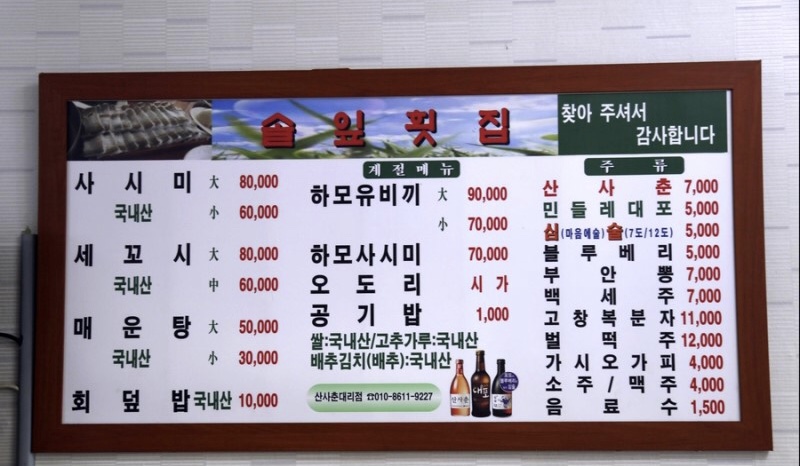 솔잎횟집
찾아 주셔서
감사합니다
사시미 大 80,000
국내산 小 60,000
세꼬시 大 80,000
국내산 中 60,000
매운탕 大 50,000
국내산 小 30,000
회덮밥 국내산 10,000
계절메뉴
하모유비끼 大 90,000
小 70,000
하모사시미 70,000
오도리 시가
공기밥 1,000
쌀:국내산/고추가루:국내산
배추김치(배추):국내산
산사춘대리점 ☎010-8611-9227
주류
산사춘 7,000
민들레대포 5,000
심(마음예술)술(7도/12도) 5,000
블루베리 5,000
부안뽕 7,000
백세주 7,000
고창복분자 11,000
벌떡주 12,000
가시오가피 4,000
소주/맥주 4,000
음료수 1,500
대포